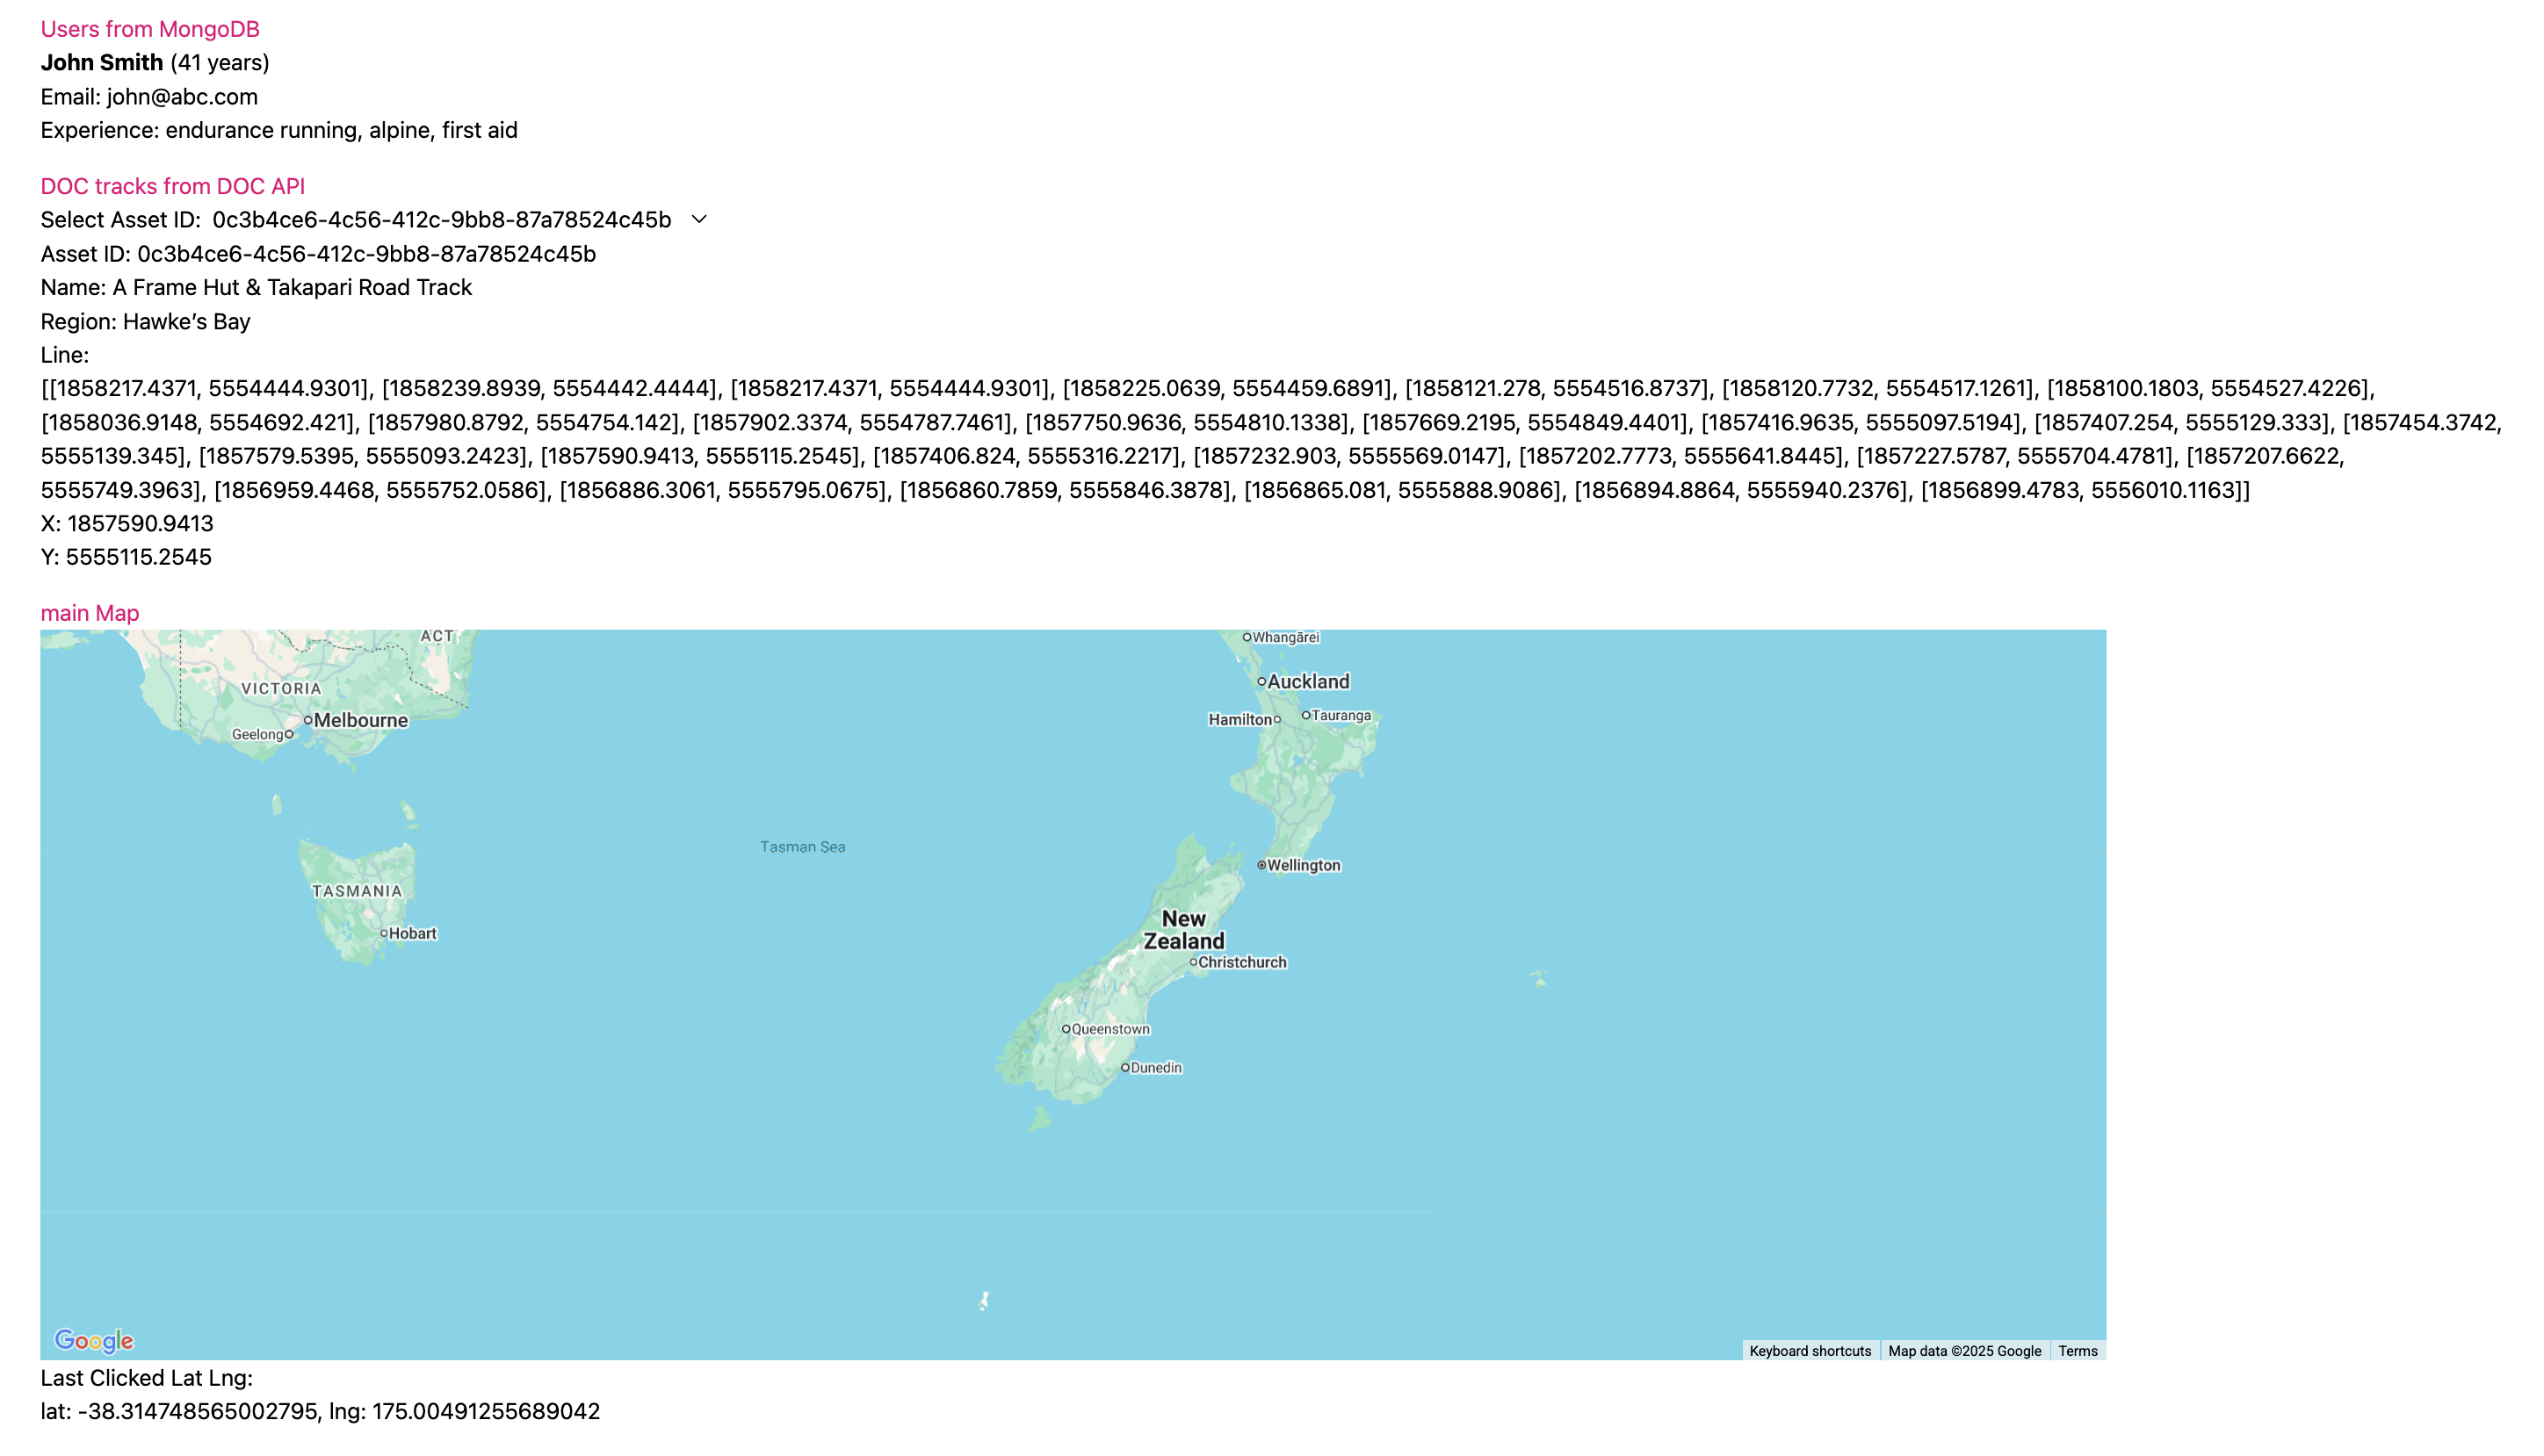 Users from MongoDB
John Smith (41 years)
Email: john@abc.com
Experience: endurance running, alpine, first aid
DOC tracks from DOC API
Select Asset ID: 0c3b4ce6-4c56-412c-9bb8-87a78524c45b
Asset ID: 0c3b4ce6-4c56-412c-9bb8-87a78524c45b
Name: A Frame Hut & Takapari Road Track
Region: Hawke’s Bay
Line:
[[1858217.4371, 5554444.9301], [1858239.8939, 5554442.4444], [1858217.4371, 5554444.9301], [1858225.0639, 5554459.6891], [1858121.278, 5554516.8737], [1858120.7732, 5554517.1261], [1858100.1803, 5554527.4226],
[1858036.9148, 5554692.421], [1857980.8792, 5554754.142], [1857902.3374, 5554787.7461], [1857750.9636, 5554810.1338], [1857669.2195, 5554849.4401], [1857416.9635, 5555097.5194], [1857407.254, 5555129.333], [1857454.3742,
5555139.345], [1857579.5395, 5555093.2423], [1857590.9413, 5555115.2545], [1857406.824, 5555316.2217], [1857232.903, 5555569.0147], [1857202.7773, 5555641.8445], [1857227.5787, 5555704.4781], [1857207.6622,
5555749.3963], [1856959.4468, 5555752.0586], [1856886.3061, 5555795.0675], [1856860.7859, 5555846.3878], [1856865.081, 5555888.9086], [1856894.8864, 5555940.2376], [1856899.4783, 5556010.1163]]
X: 1857590.9413
Y: 5555115.2545
main Map
ACT
Whangārei
Auckland
VICTORIA
Hamilton
Tauranga
Melbourne
Geelong
Tasman Sea
Wellington
TASMANIA
New
Zealand
Hobart
Christchurch
Queenstown
Dunedin
Google
Keyboard shortcuts
Map data ©2025 Google
Terms
Last Clicked Lat Lng:
lat: -38.314748565002795, lng: 175.00491255689042